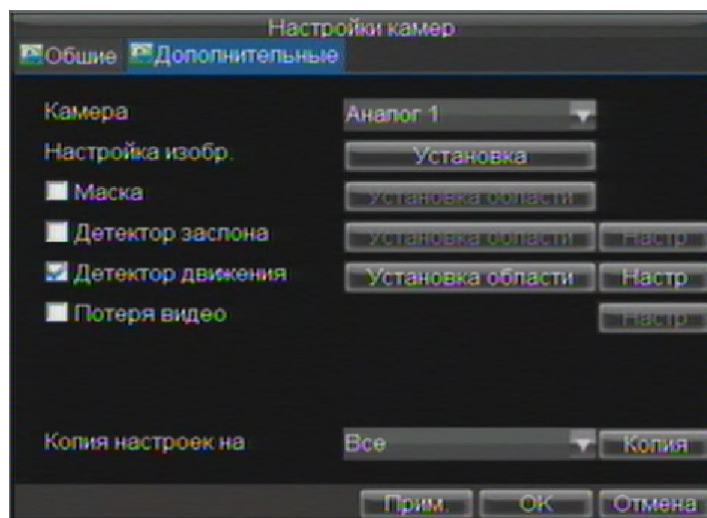 Настройки камер
Обшие Дополнительные
Камера Аналог 1
Настройка изобр. Установка
Маска Установка области
Детектор заслона Установка области Настр
Детектор движения Установка области Настр
Потеря видео Настр
Копия настроек на Все Копия
Прим. OK Отмена